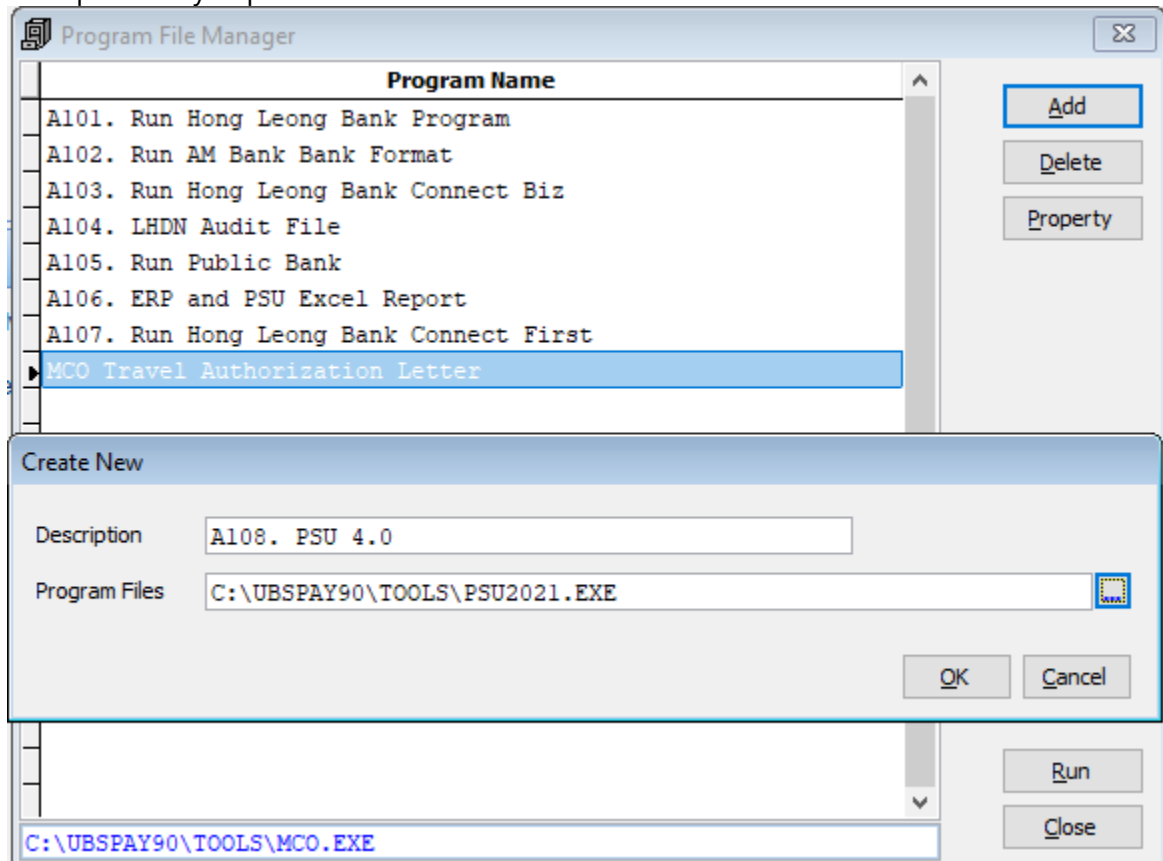 Program File Manager
Program Name
Add
A101. Run Hong Leong Bank Program
A102. Run AM Bank Bank Format
Delete
A103. Run Hong Leong Bank Connect Biz
A104. LHDN Audit File
Property
A105. Run Public Bank
A106. ERP and PSU Excel Report
A107. Run Hong Leong Bank Connect First
MCO Travel Authorization Letter
Create New
Description A108. PSU 4.0
Program Files C:\UBSPAY90\TOOLS\PSU2021.EXE ...
OK Cancel
Run
Close
C:\UBSPAY90\TOOLS\MCO.EXE